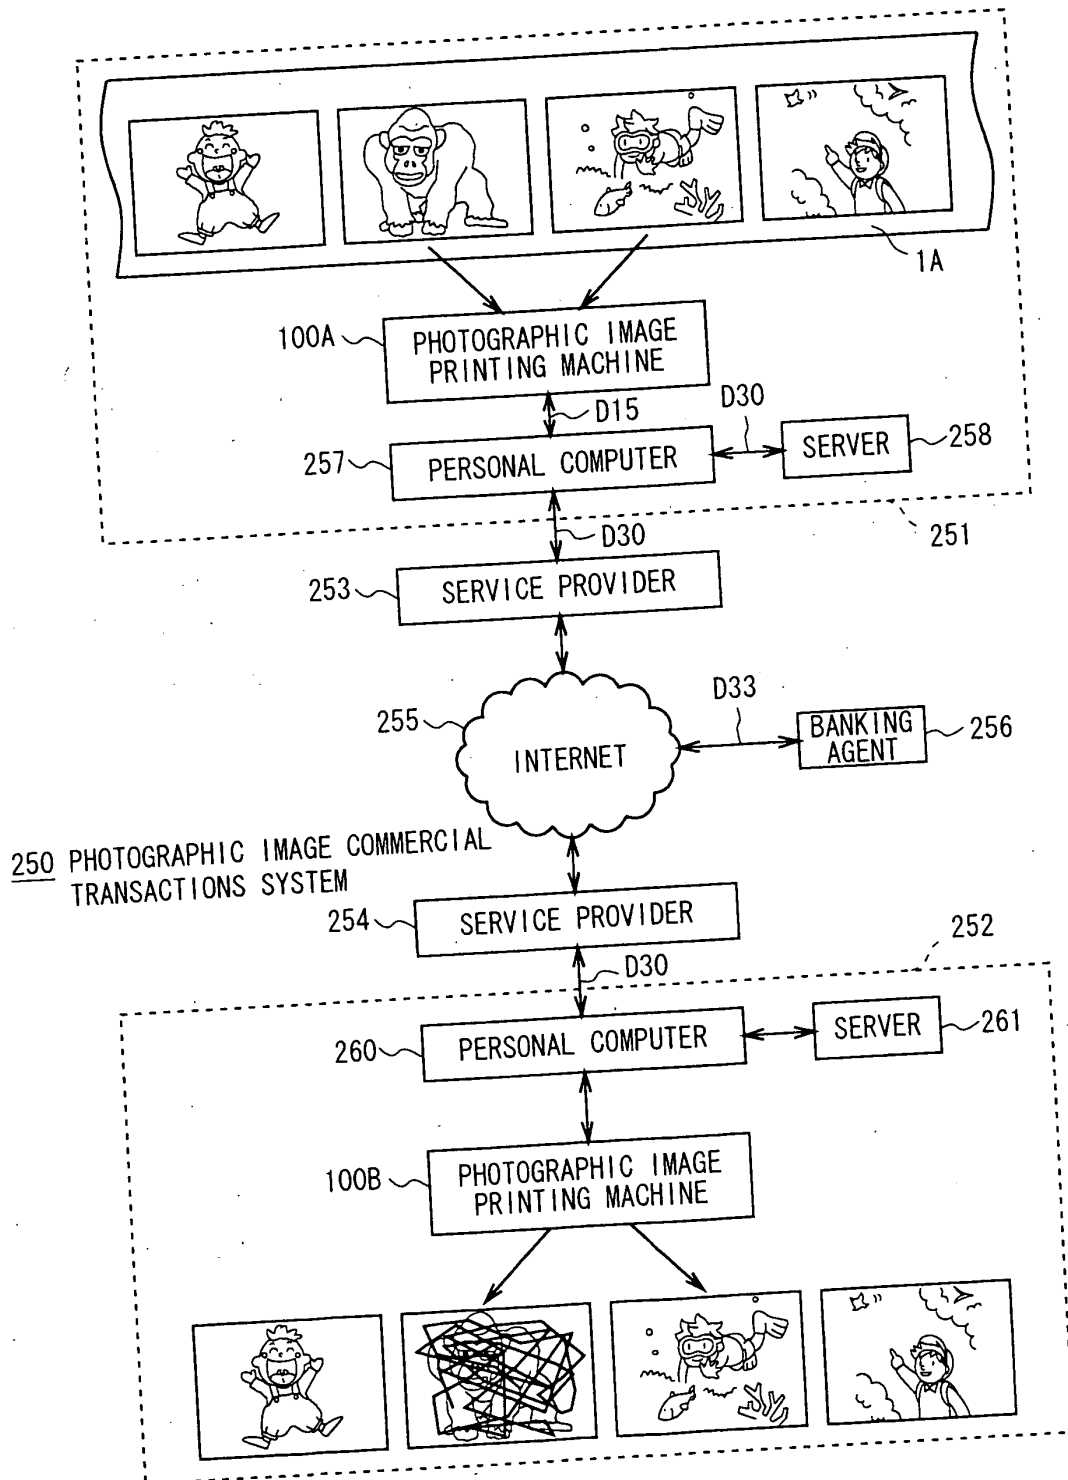 1A
100A
PHOTOGRAPHIC IMAGE
PRINTING MACHINE
D15
D30
257
PERSONAL COMPUTER
SERVER
258
D30
251
253
SERVICE PROVIDER
255
INTERNET
D33
BANKING
AGENT
256
250 PHOTOGRAPHIC IMAGE COMMERCIAL
TRANSACTIONS SYSTEM
254
SERVICE PROVIDER
D30
252
260
PERSONAL COMPUTER
SERVER
261
100B
PHOTOGRAPHIC IMAGE
PRINTING MACHINE